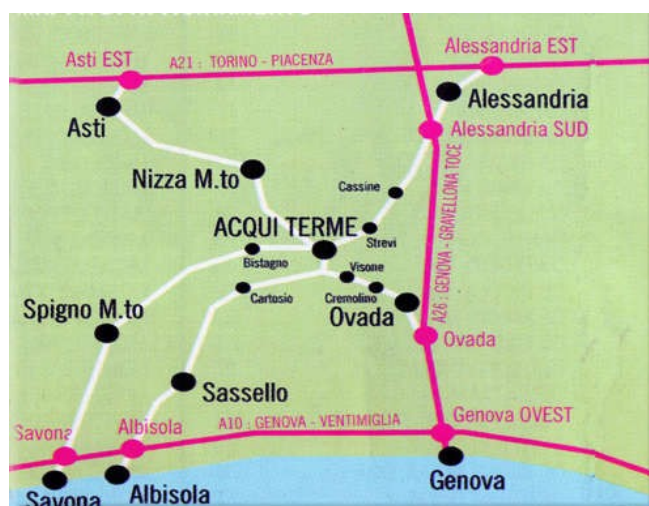 Alessandria EST
Asti EST
A21 : TORINO - PIACENZA
Alessandria
Asti
Alessandria SUD
Nizza M.to
Cassine
A26 : GENOVA - GRAVELLONA TOCE
ACQUI TERME
Strevi
Bistagno
Visone
Cartosio
Cremolino
Spigno M.to
Ovada
Ovada
Sassello
Genova OVEST
Savona
Albisola
A10 : GENOVA - VENTIMIGLIA
Genova
Savona
Albisola